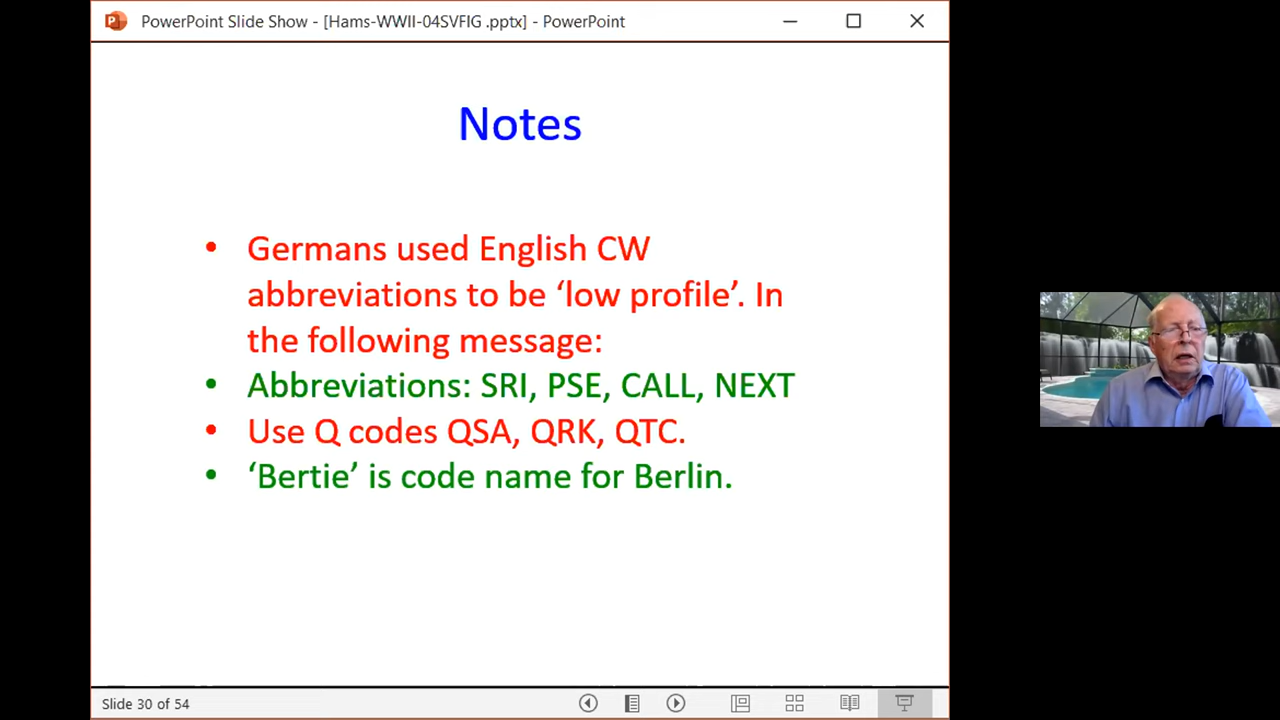 PowerPoint Slide Show - [Hams-WWII-04SVFIG .pptx] - PowerPoint
Notes
• Germans used English CW
abbreviations to be ‘low profile’. In
the following message:
• Abbreviations: SRI, PSE, CALL, NEXT
• Use Q codes QSA, QRK, QTC.
• ‘Bertie’ is code name for Berlin.
Slide 30 of 54